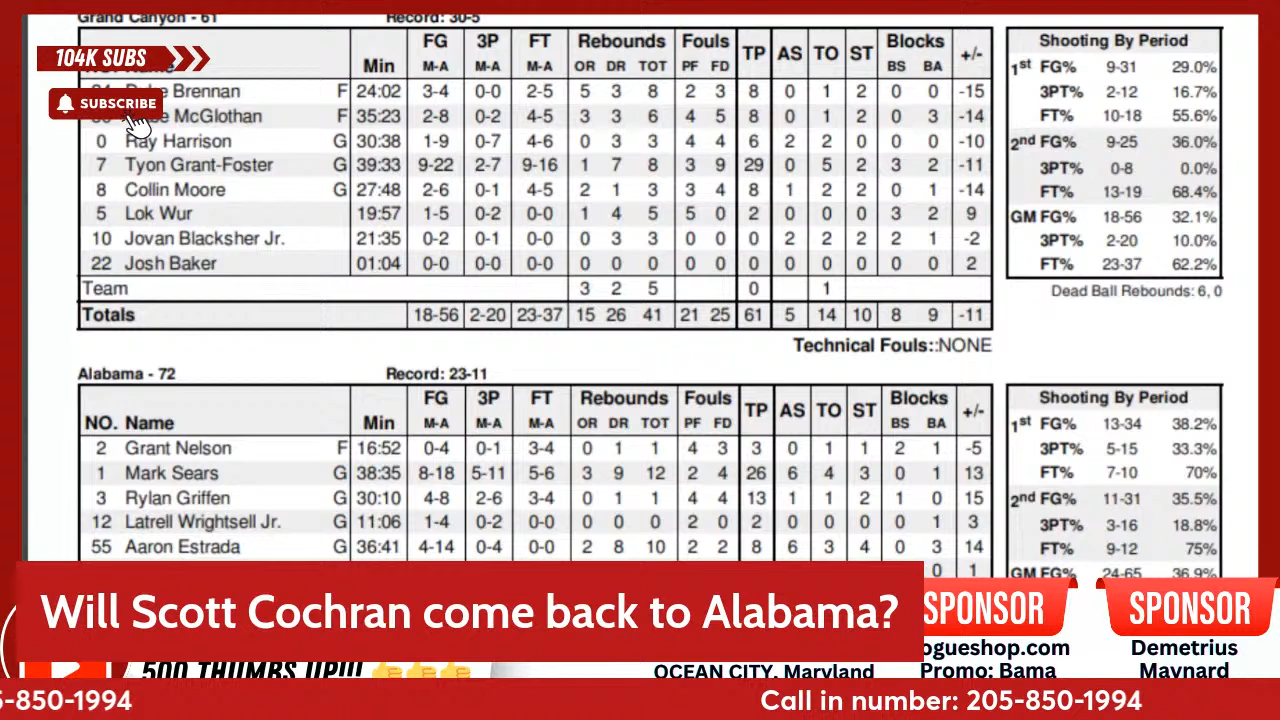 Grand Canyon - 61 Record: 30-5
104K SUBS
SUBSCRIBE
Min FG M-A 3P M-A FT M-A Rebounds OR DR TOT Fouls PF FD TP AS TO ST Blocks BS BA +/-
Brennan F 24:02 3-4 0-0 2-5 5 3 8 2 3 8 0 1 2 0 0 -15
McGlothan F 35:23 2-8 0-2 4-5 3 3 6 4 5 8 0 1 2 0 3 -14
0 Ray Harrison G 30:38 1-9 0-7 4-6 0 3 3 4 4 6 2 2 0 0 0 -10
7 Tyon Grant-Foster G 39:33 9-22 2-7 9-16 1 7 8 3 9 29 0 5 2 3 2 -11
8 Collin Moore G 27:48 2-6 0-1 4-5 2 1 3 3 4 8 1 2 2 0 1 -14
5 Lok Wur 19:57 1-5 0-2 0-0 1 4 5 5 0 2 0 0 0 3 2 9
10 Jovan Blacksher Jr. 21:35 0-2 0-1 0-0 0 3 3 0 0 0 2 2 2 2 1 -2
22 Josh Baker 01:04 0-0 0-0 0-0 0 0 0 0 0 0 0 0 0 0 0 2
Team 3 2 5 0 1
Totals 18-56 2-20 23-37 15 26 41 21 25 61 5 14 10 8 9 -11
Technical Fouls::NONE
Shooting By Period
1st FG% 9-31 29.0%
3PT% 2-12 16.7%
FT% 10-18 55.6%
2nd FG% 9-25 36.0%
3PT% 0-8 0.0%
FT% 13-19 68.4%
GM FG% 18-56 32.1%
3PT% 2-20 10.0%
FT% 23-37 62.2%
Dead Ball Rebounds: 6, 0
Alabama - 72 Record: 23-11
NO. Name Min FG M-A 3P M-A FT M-A Rebounds OR DR TOT Fouls PF FD TP AS TO ST Blocks BS BA +/-
2 Grant Nelson F 16:52 0-4 0-1 3-4 0 1 1 4 3 3 0 1 1 2 1 -5
1 Mark Sears G 38:35 8-18 5-11 5-6 3 9 12 2 4 26 6 4 3 0 1 13
3 Rylan Griffen G 30:10 4-8 2-6 3-4 0 1 1 4 4 13 1 1 2 1 0 15
12 Latrell Wrightsell Jr. G 11:06 1-4 0-2 0-0 0 0 0 2 0 2 0 0 0 0 1 3
55 Aaron Estrada G 36:41 4-14 0-4 0-0 2 8 10 2 2 8 6 3 4 0 3 14
0 1
Shooting By Period
1st FG% 13-34 38.2%
3PT% 5-15 33.3%
FT% 7-10 70%
2nd FG% 11-31 35.5%
3PT% 3-16 18.8%
FT% 9-12 75%
GM FG% 24-65 36.9%
Will Scott Cochran come back to Alabama?
500 THUMBS UP!!!
OCEAN CITY, Maryland
SPONSOR
ogueshop.com
Promo: Bama
SPONSOR
Demetrius
Maynard
5-850-1994 Call in number: 205-850-1994